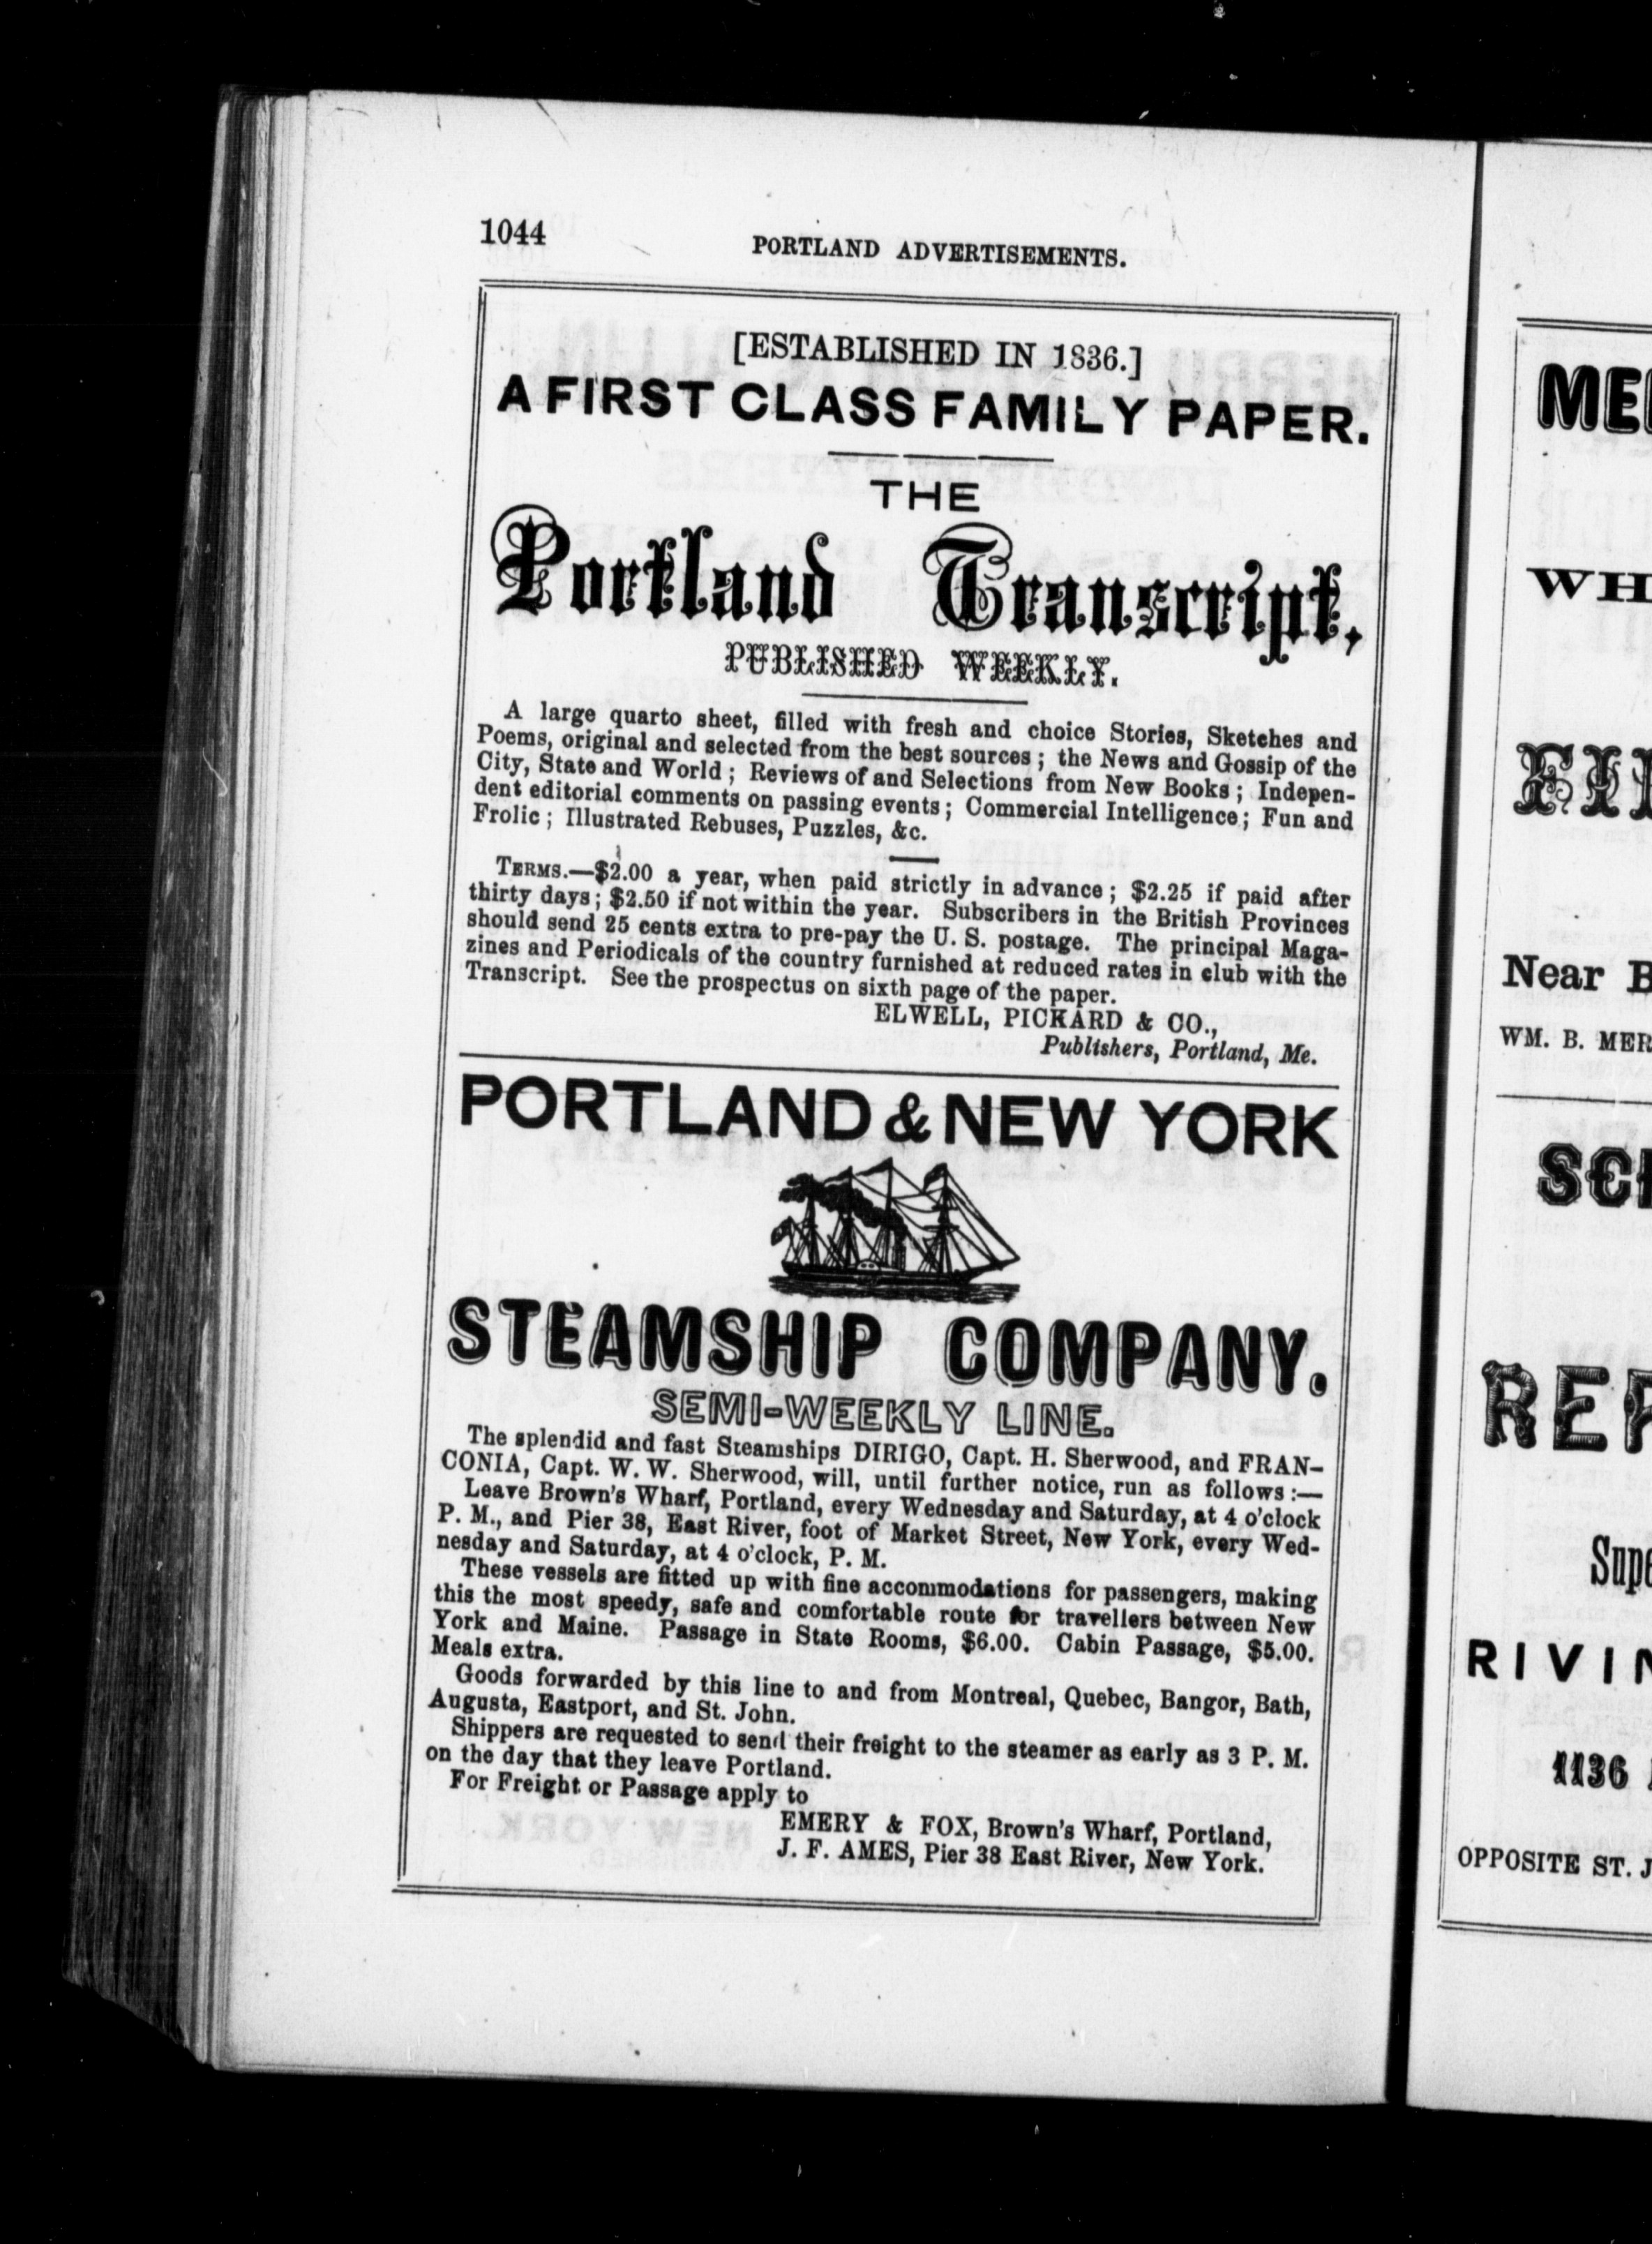 1044
PORTLAND ADVERTISEMENTS.
[ESTABLISHED IN 1836.]
A FIRST CLASS FAMILY PAPER.
THE
Portland Transcript,
PUBLISHED WEEKLY.
A large quarto sheet, filled with fresh and choice Stories, Sketches and
Poems, original and selected from the best sources; the News and Gossip of the
City, State and World; Reviews of and Selections from New Books; Indepen-
dent editorial comments on passing events; Commercial Intelligence; Fun and
Frolic; Illustrated Rebuses, Puzzles, &c.
TERMS.—$2.00 a year, when paid strictly in advance; $2.25 if paid after
thirty days; $2.50 if not within the year. Subscribers in the British Provinces
should send 25 cents extra to pre-pay the U. S. postage. The principal Maga-
zines and Periodicals of the country furnished at reduced rates in club with the
Transcript. See the prospectus on sixth page of the paper.
ELWELL, PICKARD & CO.,
Publishers, Portland, Me.
PORTLAND & NEW YORK
STEAMSHIP COMPANY.
SEMI-WEEKLY LINE.
The splendid and fast Steamships DIRIGO, Capt. H. Sherwood, and FRAN-
CONIA, Capt. W. W. Sherwood, will, until further notice, run as follows:—
Leave Brown's Wharf, Portland, every Wednesday and Saturday, at 4 o'clock
P. M., and Pier 38, East River, foot of Market Street, New York, every Wed-
nesday and Saturday, at 4 o'clock, P. M.
These vessels are fitted up with fine accommodations for passengers, making
this the most speedy, safe and comfortable route for travellers between New
York and Maine. Passage in State Rooms, $6.00. Cabin Passage, $5.00.
Meals extra.
Goods forwarded by this line to and from Montreal, Quebec, Bangor, Bath,
Augusta, Eastport, and St. John.
Shippers are requested to send their freight to the steamer as early as 3 P. M.
on the day that they leave Portland.
For Freight or Passage apply to
EMERY & FOX, Brown's Wharf, Portland,
J. F. AMES, Pier 38 East River, New York.
Near
WM. B.
1136
OPPOSITE ST.